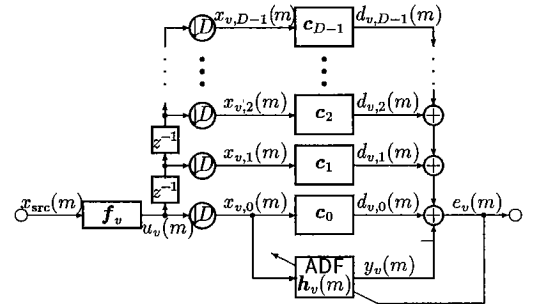 ↓D x_{v,D-1}(m) c_{D-1} d_{v,D-1}(m)
↓D x_{v,2}(m) c_2 d_{v,2}(m)
z^{-1}
↓D x_{v,1}(m) c_1 d_{v,1}(m)
z^{-1}
x_{src}(m) f_v u_v(m) ↓D x_{v,0}(m) c_0 d_{v,0}(m) e_v(m)
ADF
h_v(m) y_v(m)